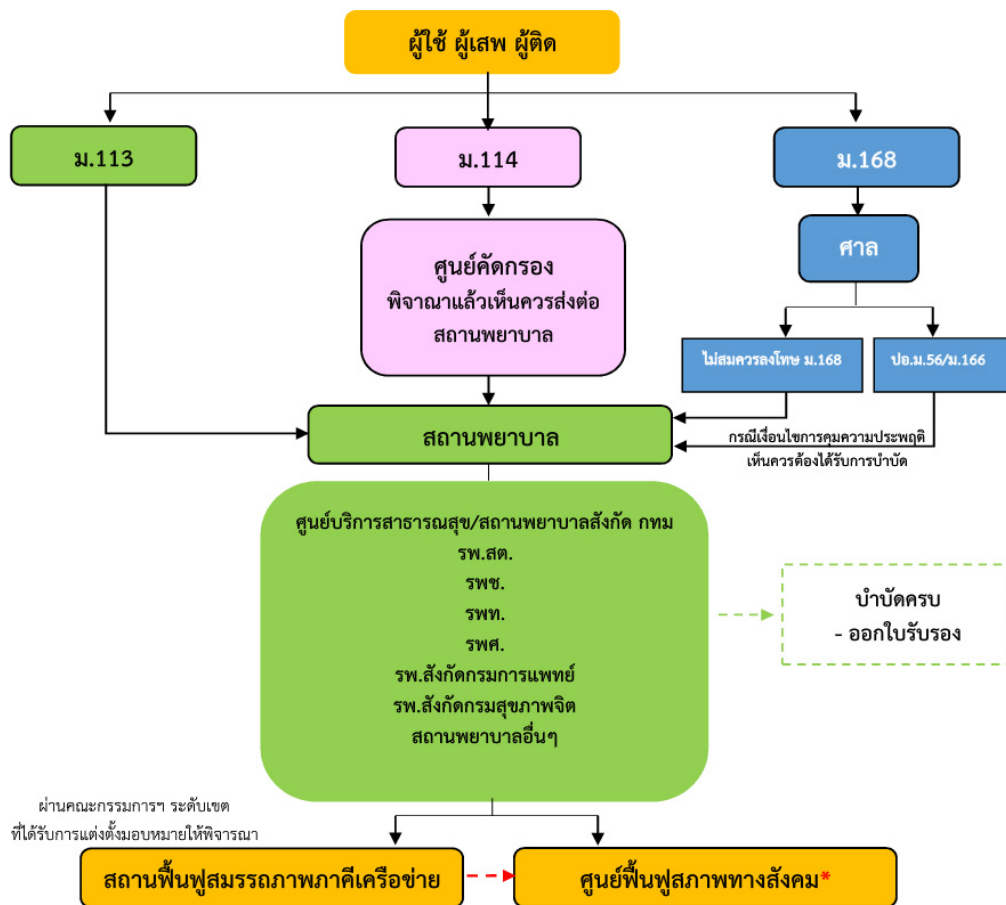 ผู้ใช้ ผู้เสพ ผู้ติด
ม.113
ม.114
ม.168
ศูนย์คัดกรอง
พิจาณาแล้วเห็นควรส่งต่อ
สถานพยาบาล
ศาล
ไม่สมควรลงโทษ ม.168
ปอ.ม.56/ม.166
สถานพยาบาล
กรณีเงื่อนไขการคุมความประพฤติ
เห็นควรต้องได้รับการบำบัด
ศูนย์บริการสาธารณสุข/สถานพยาบาลสังกัด กทม
รพ.สต.
รพช.
รพท.
รพศ.
รพ.สังกัดกรมการแพทย์
รพ.สังกัดกรมสุขภาพจิต
สถานพยาบาลอื่นๆ
บำบัดครบ
- ออกใบรับรอง
ผ่านคณะกรรมการฯ ระดับเขต
ที่ได้รับการแต่งตั้งมอบหมายให้พิจารณา
สถานฟื้นฟูสมรรถภาพภาคีเครือข่าย
ศูนย์ฟื้นฟูสภาพทางสังคม*